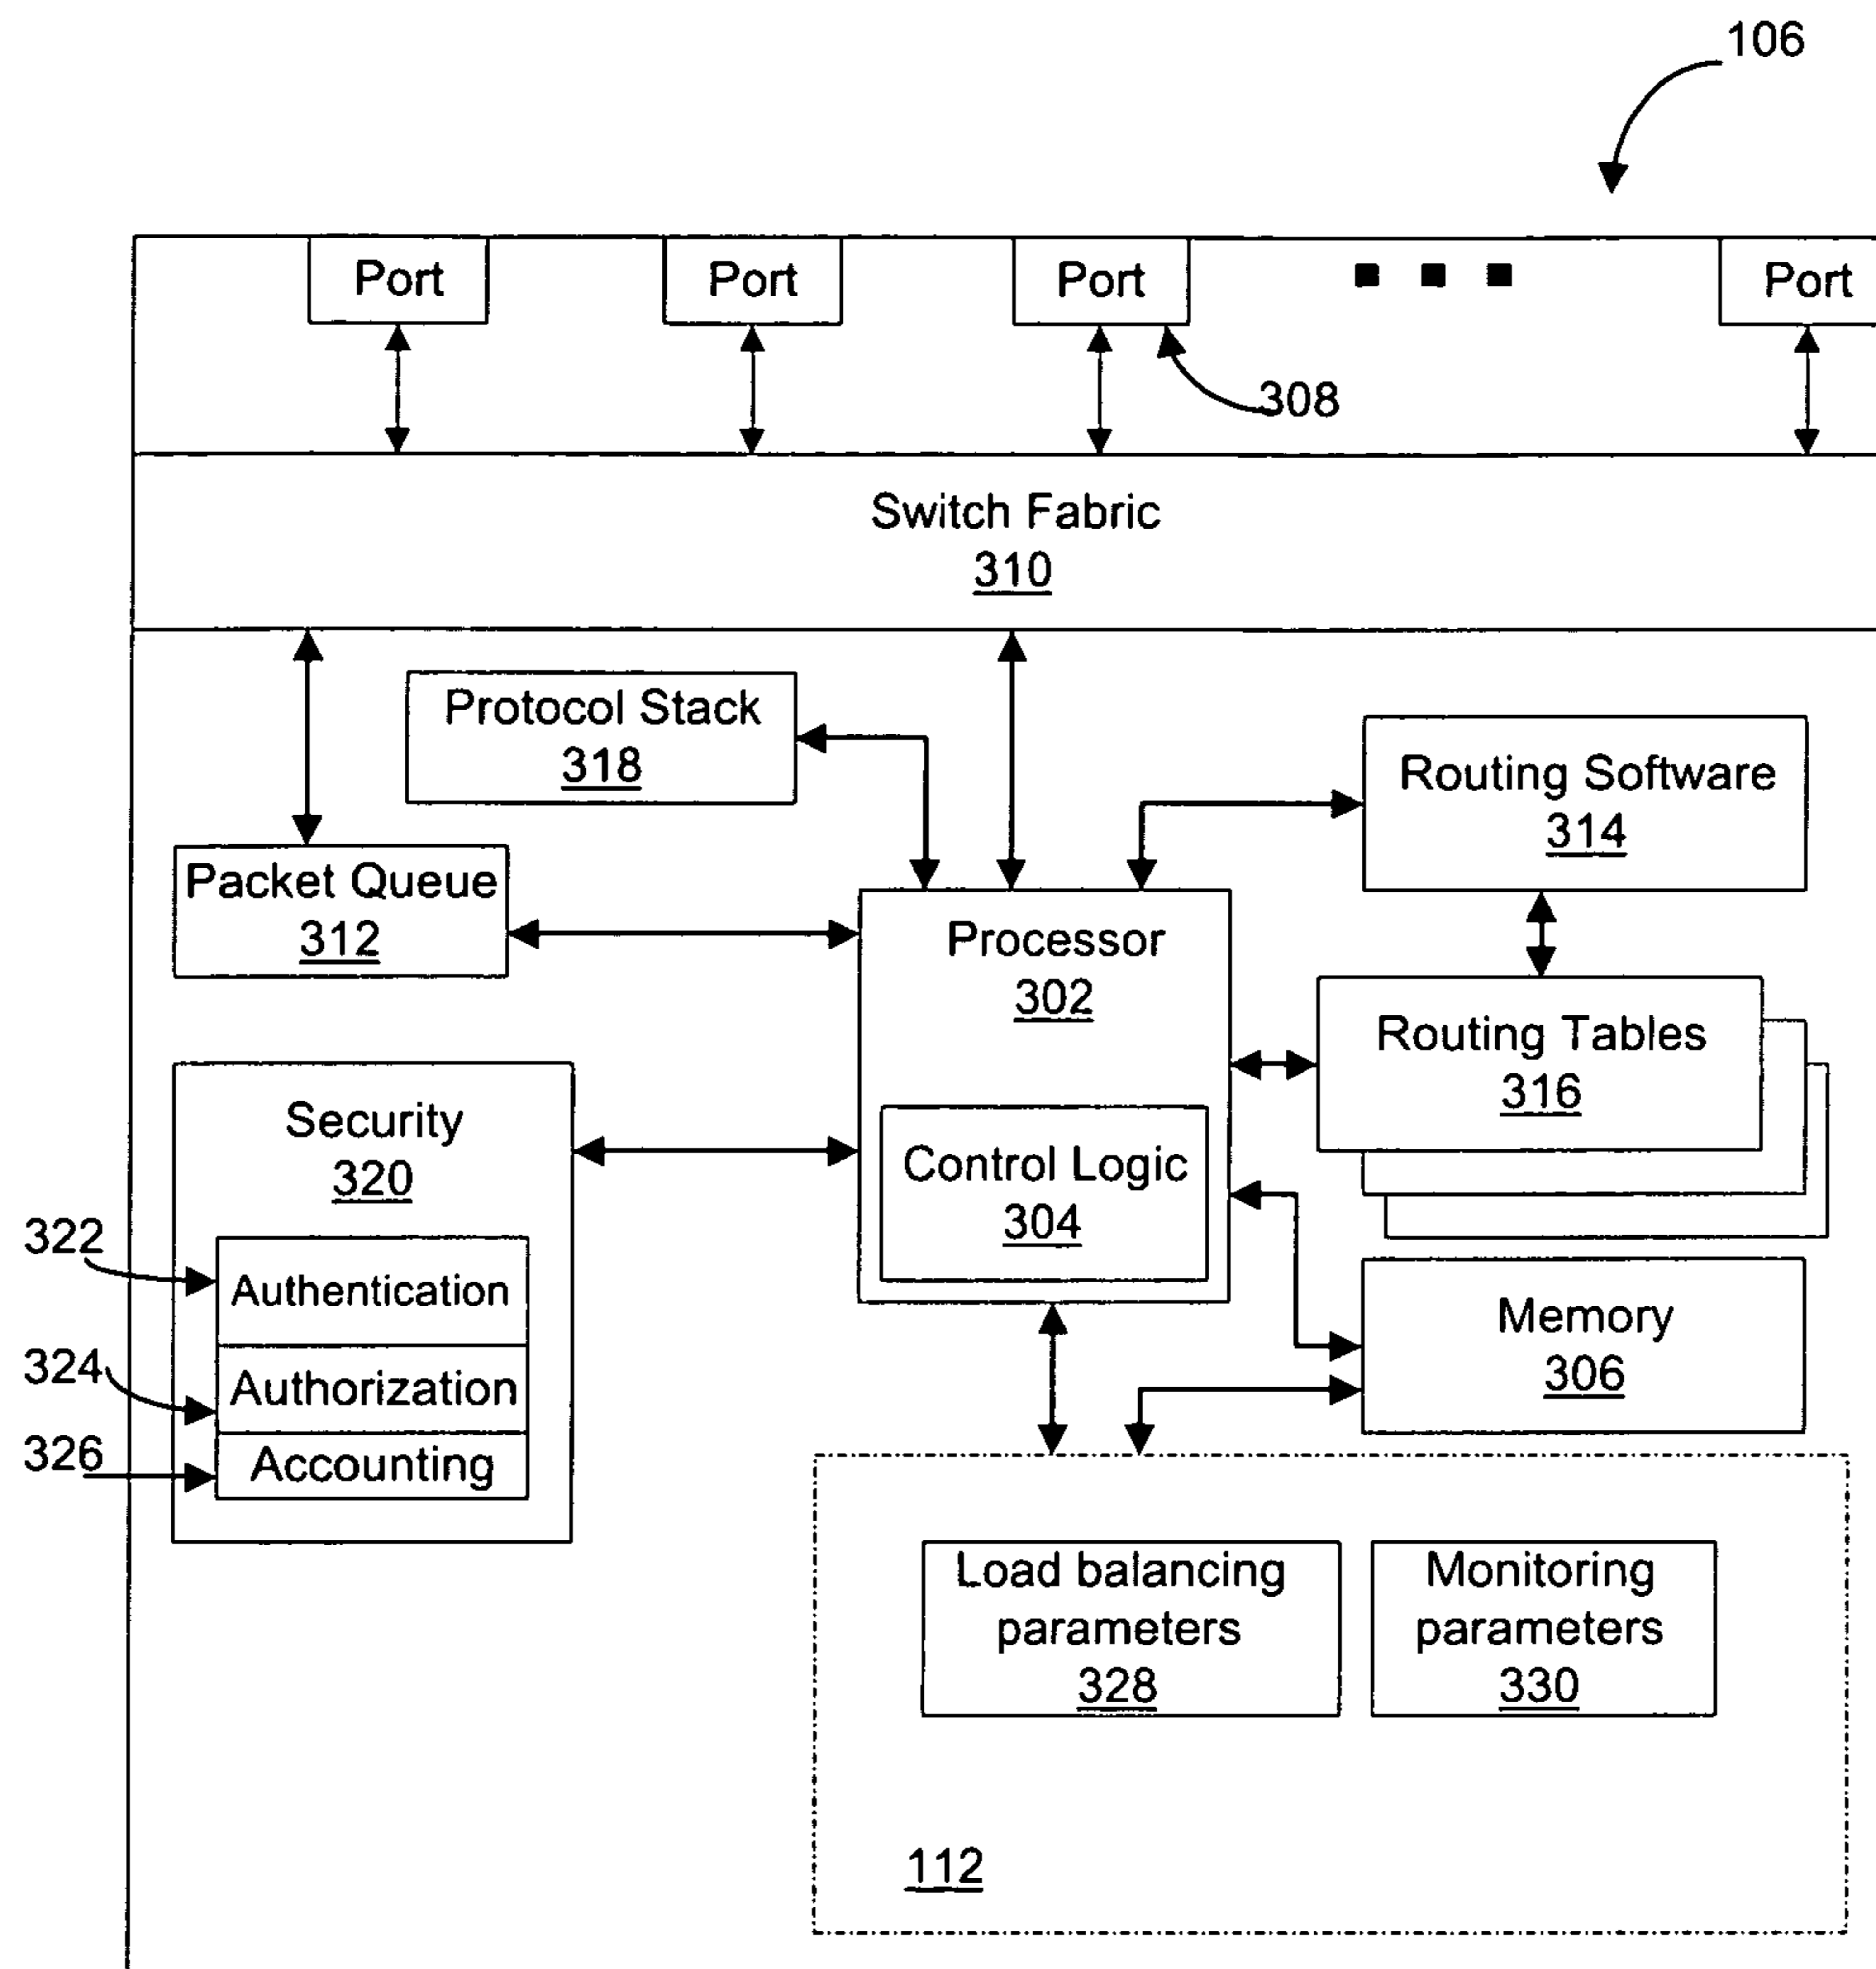 106
Port
Port
Port
Port
308
Switch Fabric
310
Protocol Stack
318
Routing Software
314
Packet Queue
312
Processor
302
Routing Tables
316
Security
320
Control Logic
304
322
Authentication
324
Authorization
326
Accounting
Memory
306
Load balancing
parameters
328
Monitoring
parameters
330
112